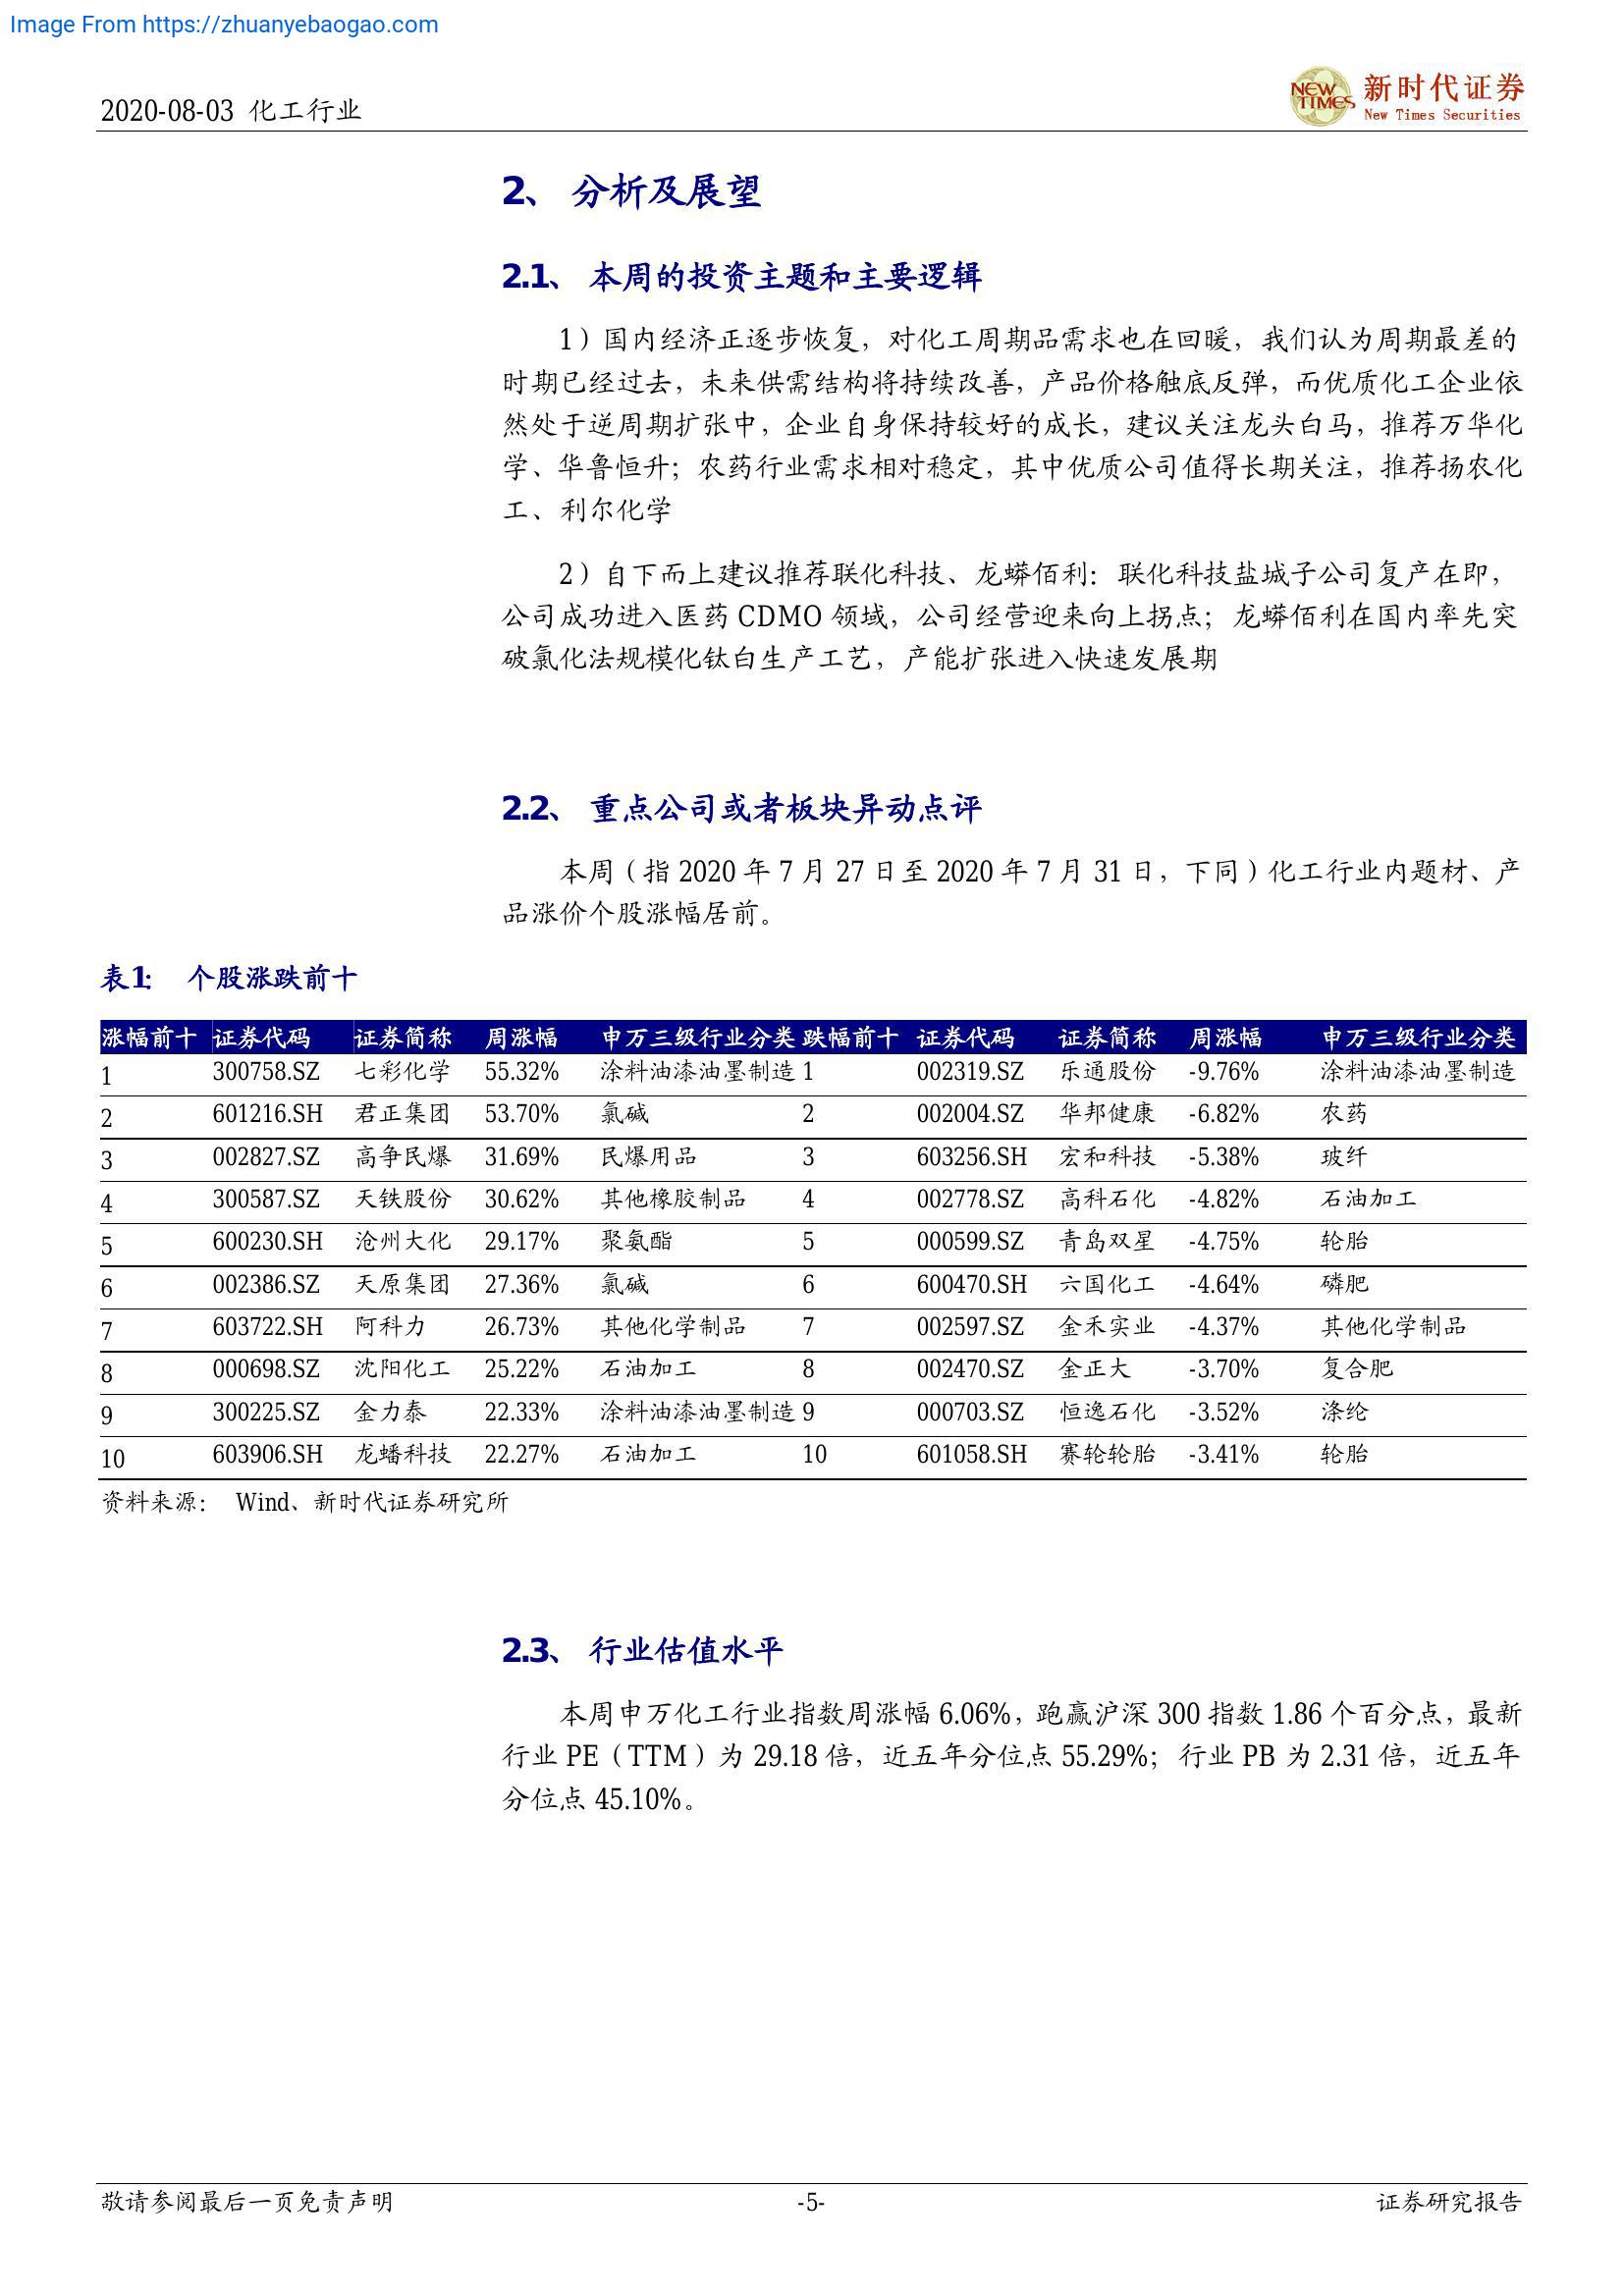 Image From https://zhuanyebaogao.com
2020-08-03 化工行业
NEW TIMES
新时代证券
New Times Securities
2、 分析及展望
2.1、 本周的投资主题和主要逻辑
1）国内经济正逐步恢复，对化工周期品需求也在回暖，我们认为周期最差的
时期已经过去，未来供需结构将持续改善，产品价格触底反弹，而优质化工企业依
然处于逆周期扩张中，企业自身保持较好的成长，建议关注龙头白马，推荐万华化
学、华鲁恒升；农药行业需求相对稳定，其中优质公司值得长期关注，推荐扬农化
工、利尔化学
2）自下而上建议推荐联化科技、龙蟒佰利：联化科技盐城子公司复产在即，
公司成功进入医药 CDMO 领域，公司经营迎来向上拐点；龙蟒佰利在国内率先突
破氯化法规模化钛白生产工艺，产能扩张进入快速发展期
2.2、 重点公司或者板块异动点评
本周（指 2020 年 7 月 27 日至 2020 年 7 月 31 日，下同）化工行业内题材、产
品涨价个股涨幅居前。
表1： 个股涨跌前十
涨幅前十 证券代码 证券简称 周涨幅 申万三级行业分类 跌幅前十 证券代码 证券简称 周涨幅 申万三级行业分类
1 300758.SZ 七彩化学 55.32% 涂料油漆油墨制造 1 002319.SZ 乐通股份 -9.76% 涂料油漆油墨制造
2 601216.SH 君正集团 53.70% 氯碱 2 002004.SZ 华邦健康 -6.82% 农药
3 002827.SZ 高争民爆 31.69% 民爆用品 3 603256.SH 宏和科技 -5.38% 玻纤
4 300587.SZ 天铁股份 30.62% 其他橡胶制品 4 002778.SZ 高科石化 -4.82% 石油加工
5 600230.SH 沧州大化 29.17% 聚氨酯 5 000599.SZ 青岛双星 -4.75% 轮胎
6 002386.SZ 天原集团 27.36% 氯碱 6 600470.SH 六国化工 -4.64% 磷肥
7 603722.SH 阿科力 26.73% 其他化学制品 7 002597.SZ 金禾实业 -4.37% 其他化学制品
8 000698.SZ 沈阳化工 25.22% 石油加工 8 002470.SZ 金正大 -3.70% 复合肥
9 300225.SZ 金力泰 22.33% 涂料油漆油墨制造 9 000703.SZ 恒逸石化 -3.52% 涤纶
10 603906.SH 龙蟠科技 22.27% 石油加工 10 601058.SH 赛轮轮胎 -3.41% 轮胎
资料来源： Wind、新时代证券研究所
2.3、 行业估值水平
本周申万化工行业指数周涨幅 6.06%，跑赢沪深 300 指数 1.86 个百分点，最新
行业 PE（TTM）为 29.18 倍，近五年分位点 55.29%；行业 PB 为 2.31 倍，近五年
分位点 45.10%。
敬请参阅最后一页免责声明 -5- 证券研究报告